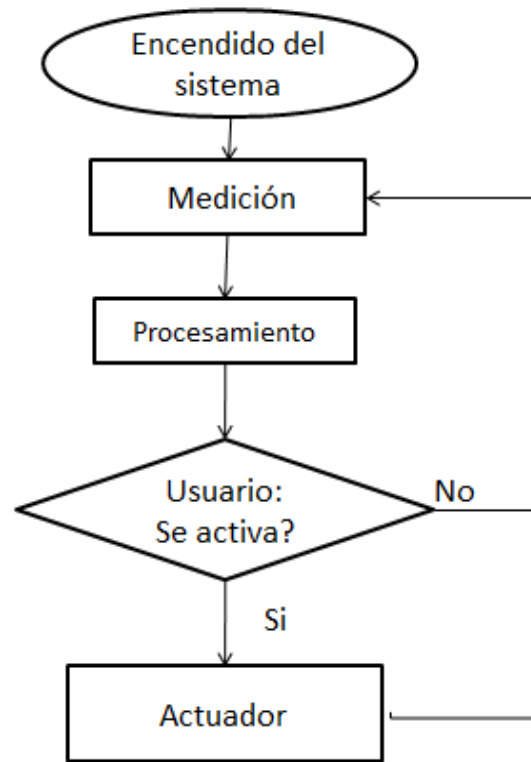 Encendido del
sistema
Medición
Procesamiento
Usuario:
Se activa?
No
Si
Actuador